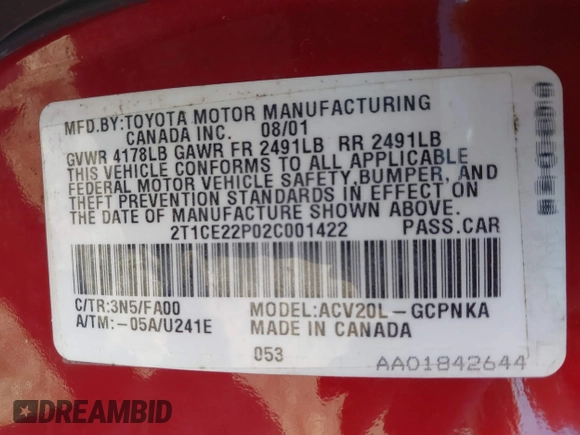 MFD.BY:TOYOTA MOTOR MANUFACTURING
CANADA INC. 08/01
GVWR 4178LB GAWR FR 2491LB RR 2491LB
THIS VEHICLE CONFORMS TO ALL APPLICABLE
FEDERAL MOTOR VEHICLE SAFETY,BUMPER, AND
THEFT PREVENTION STANDARDS IN EFFECT ON
THE DATE OF MANUFACTURE SHOWN ABOVE.
2T1CE22P02C001422 PASS.CAR
C/TR:3N5/FA00 MODEL:ACV20L-GCPNKA
A/TM:-05A/U241E MADE IN CANADA
053 AA01842644
DREAMBID